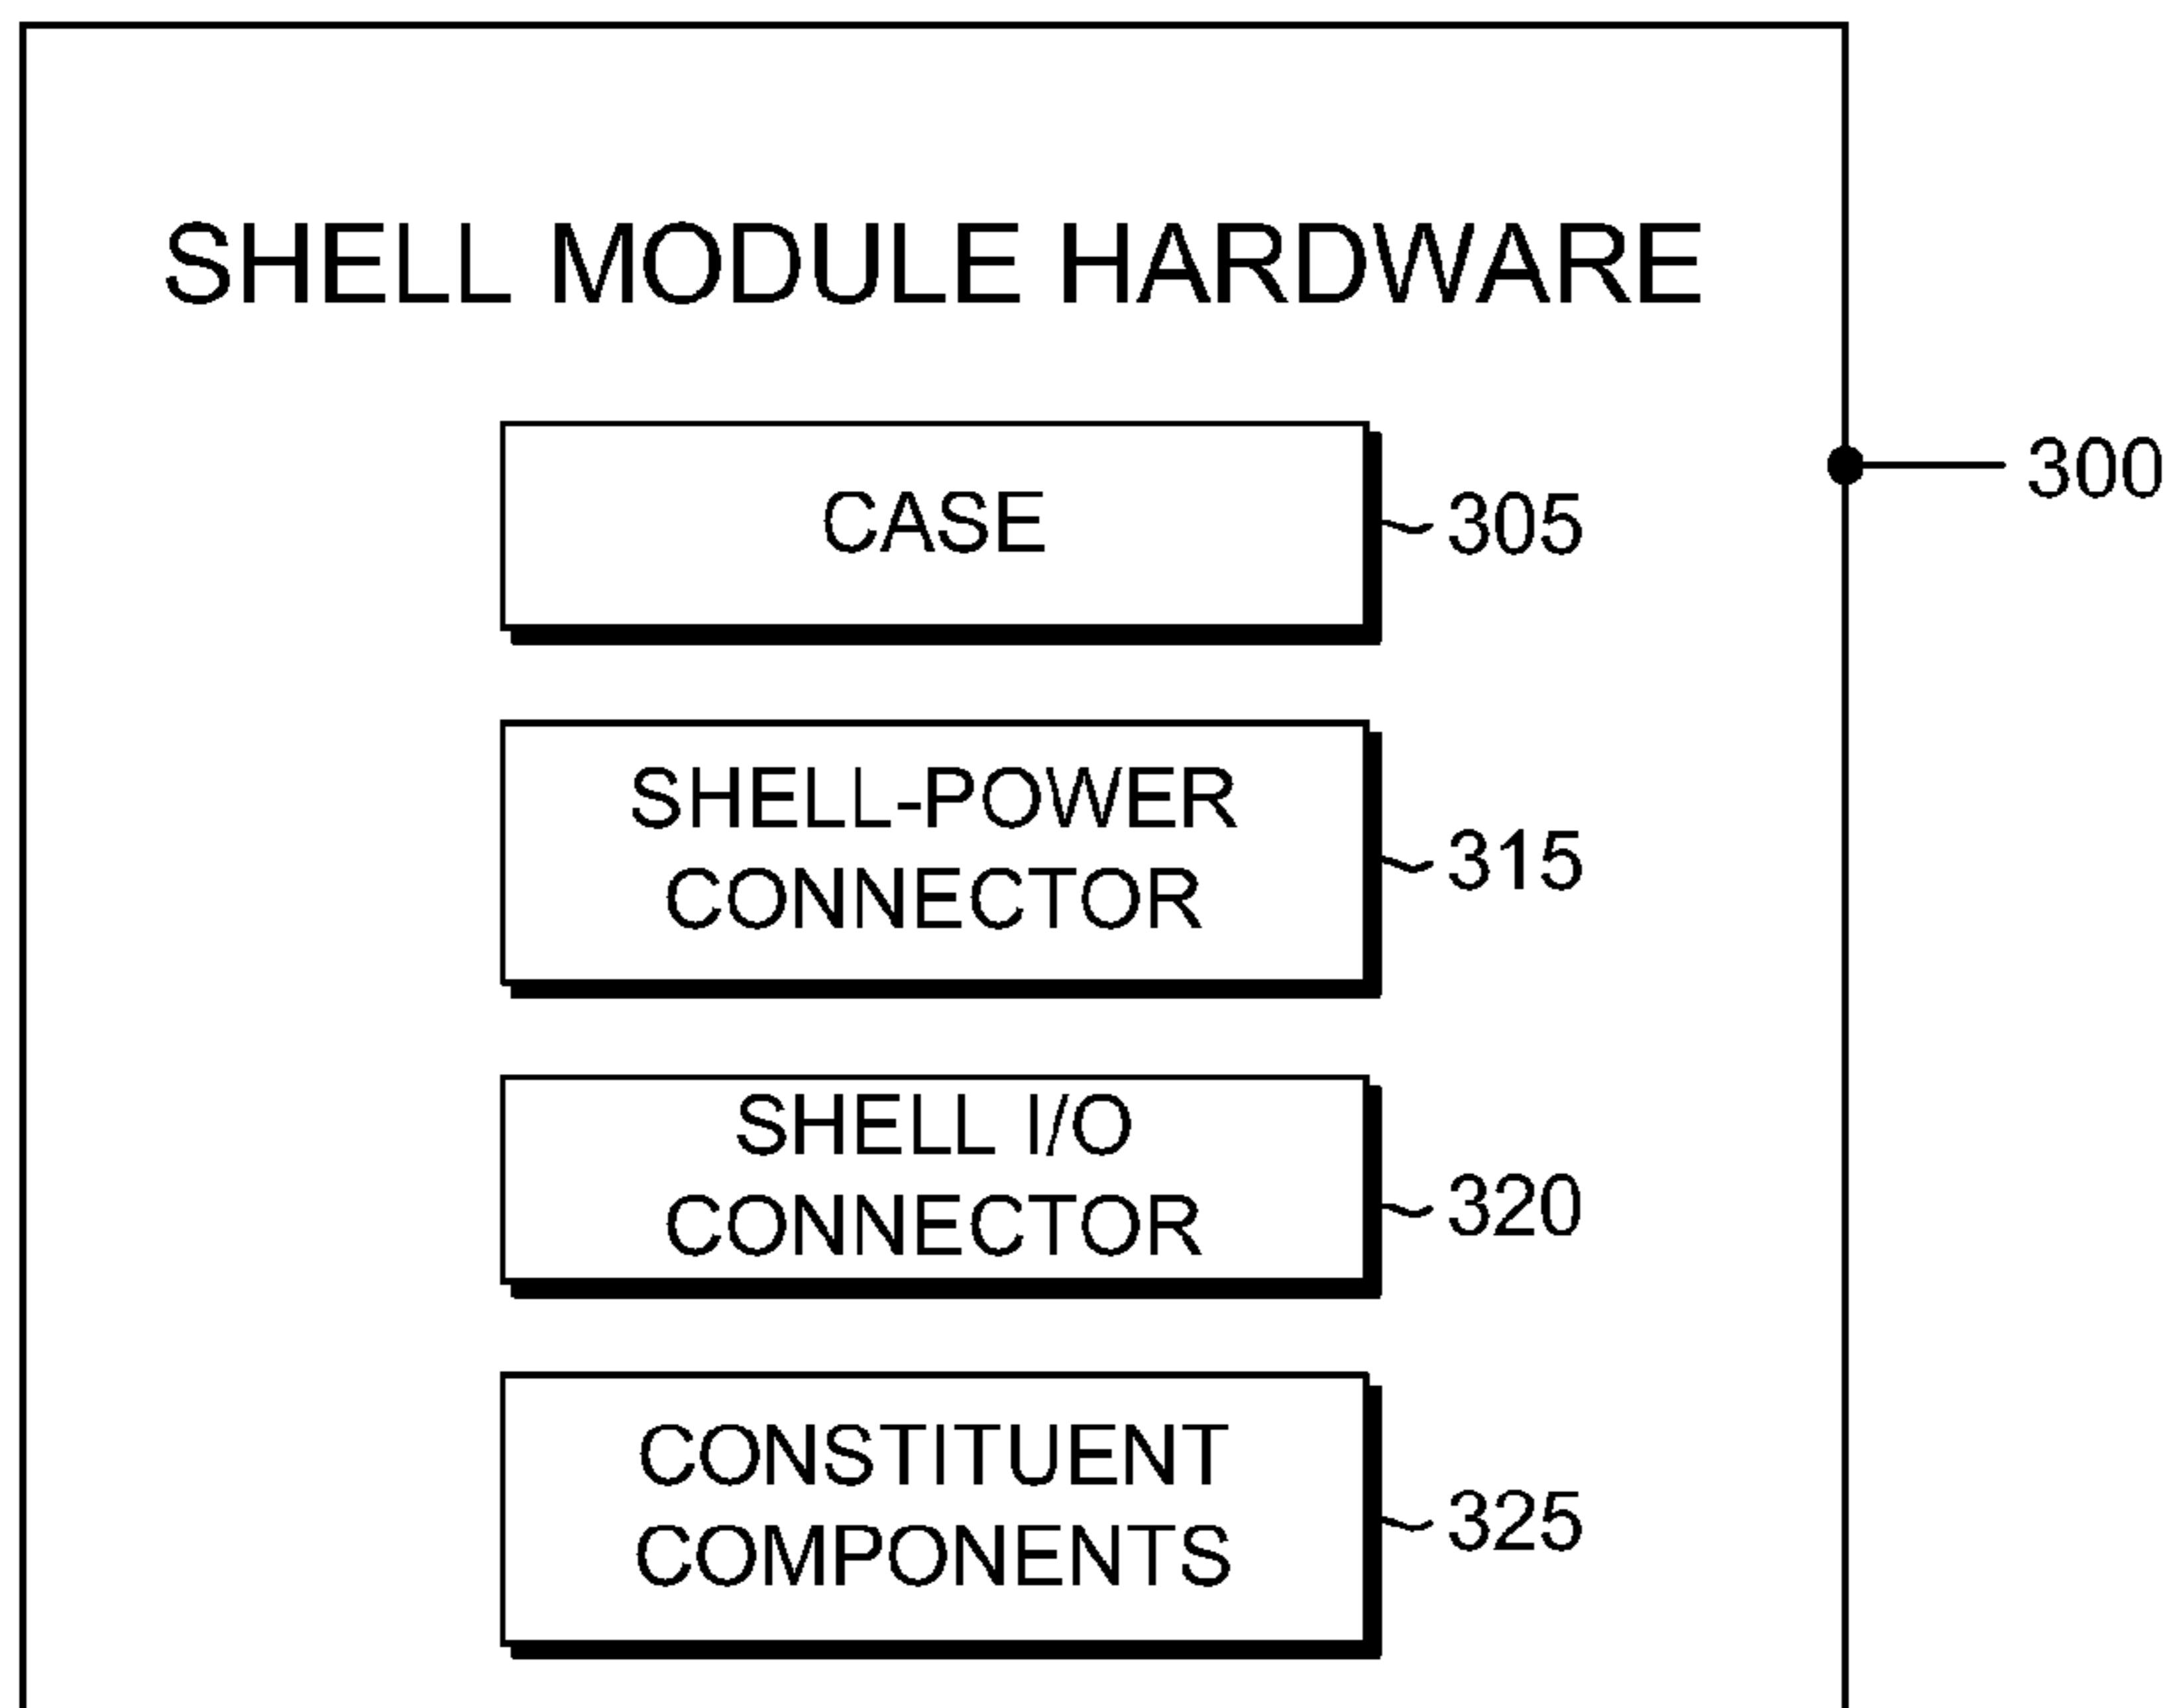 SHELL MODULE HARDWARE
300
CASE
305
SHELL-POWER
CONNECTOR
315
SHELL I/O
CONNECTOR
320
CONSTITUENT
COMPONENTS
325